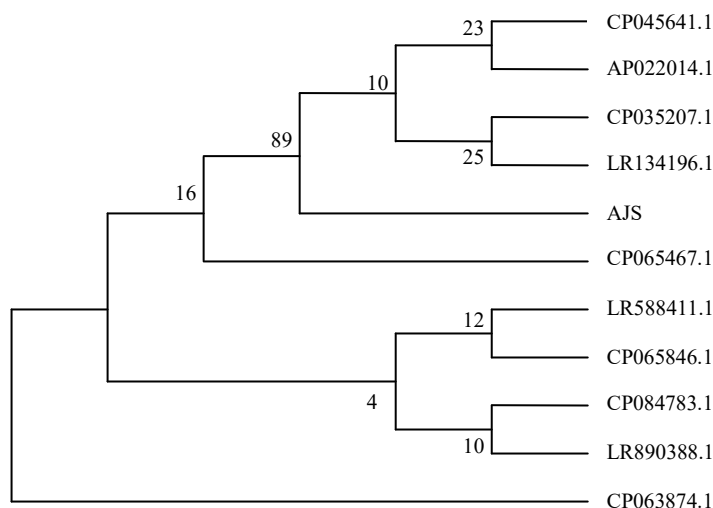 CP045641.1
23
AP022014.1
10
CP035207.1
89
25
LR134196.1
16
AJS
CP065467.1
LR588411.1
12
CP065846.1
4
CP084783.1
10
LR890388.1
CP063874.1